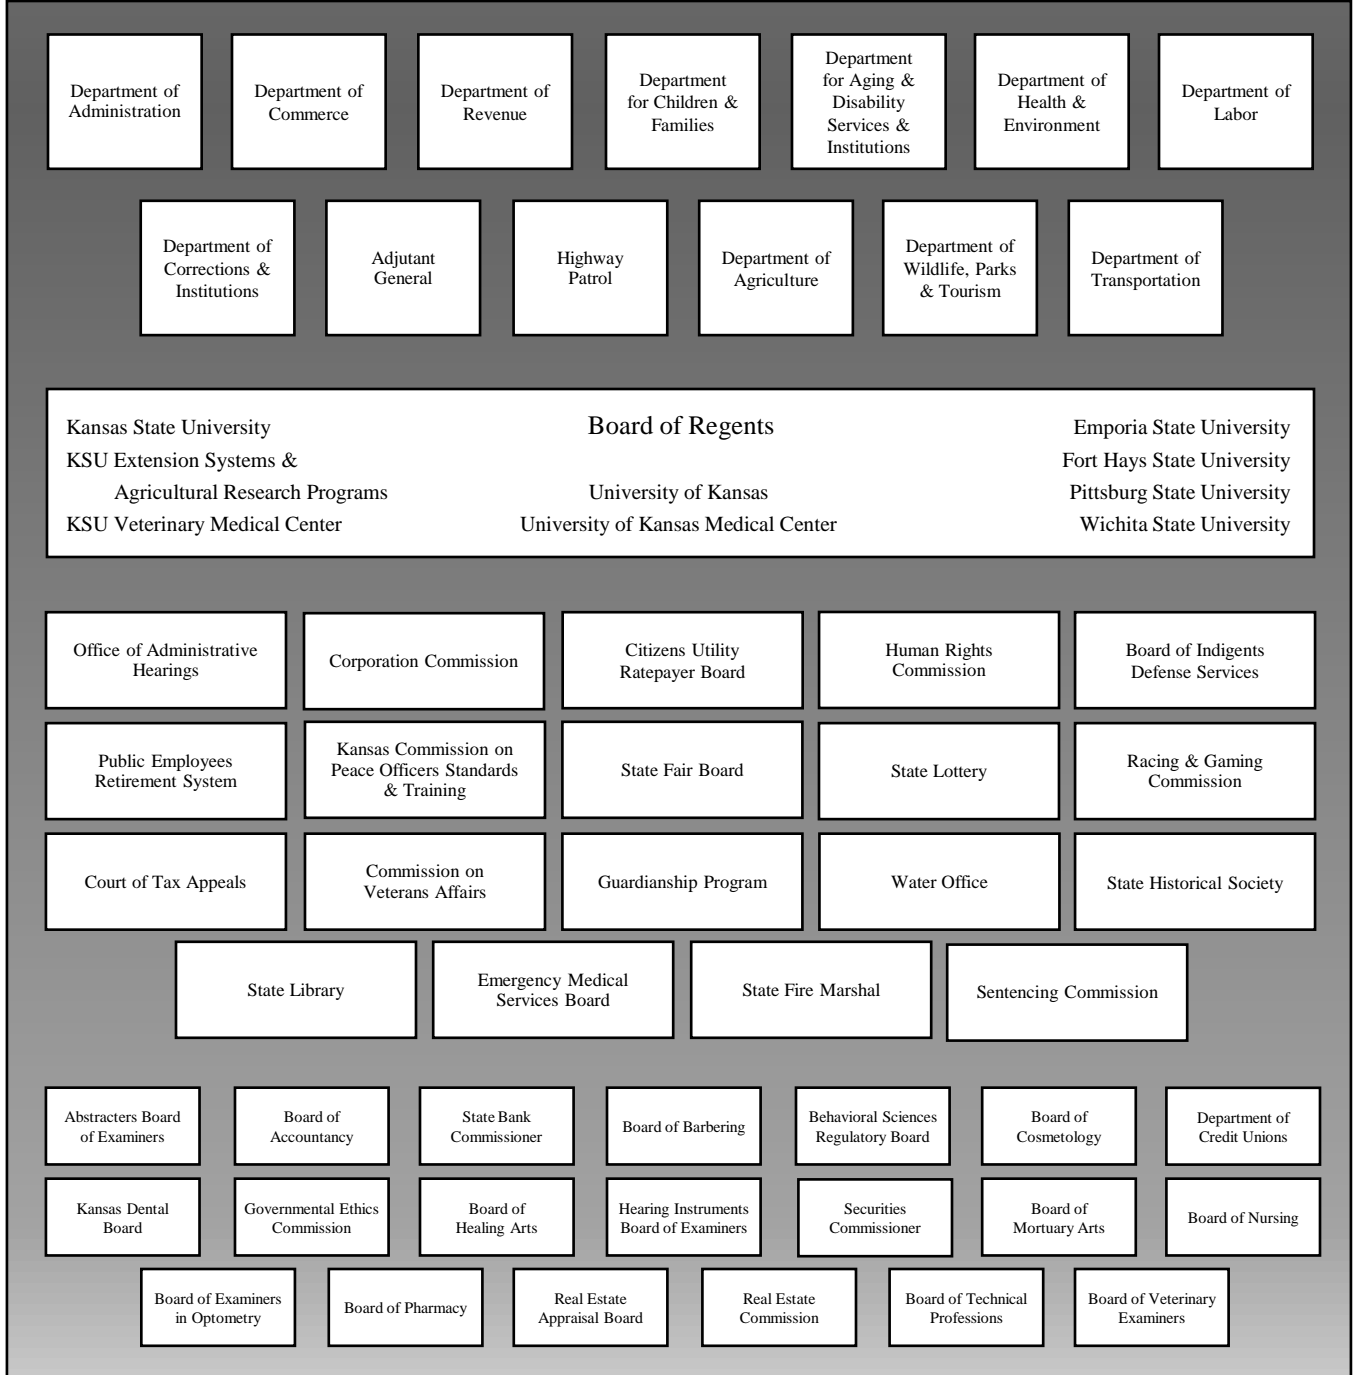 Department of
Administration
Department of
Commerce
Department of
Revenue
Department
for Children &
Families
Department
for Aging &
Disability
Services &
Institutions
Department of
Health &
Environment
Department of
Labor
Department of
Corrections &
Institutions
Adjutant
General
Highway
Patrol
Department of
Agriculture
Department of
Wildlife, Parks
& Tourism
Department of
Transportation
Board of Regents
Kansas State University
KSU Extension Systems &
Agricultural Research Programs
KSU Veterinary Medical Center
University of Kansas
University of Kansas Medical Center
Emporia State University
Fort Hays State University
Pittsburg State University
Wichita State University
Office of Administrative
Hearings
Corporation Commission
Citizens Utility
Ratepayer Board
Human Rights
Commission
Board of Indigents
Defense Services
Public Employees
Retirement System
Kansas Commission on
Peace Officers Standards
& Training
State Fair Board
State Lottery
Racing & Gaming
Commission
Court of Tax Appeals
Commission on
Veterans Affairs
Guardianship Program
Water Office
State Historical Society
State Library
Emergency Medical
Services Board
State Fire Marshal
Sentencing Commission
Abstracters Board
of Examiners
Board of
Accountancy
State Bank
Commissioner
Board of Barbering
Behavioral Sciences
Regulatory Board
Board of
Cosmetology
Department of
Credit Unions
Kansas Dental
Board
Governmental Ethics
Commission
Board of
Healing Arts
Hearing Instruments
Board of Examiners
Securities
Commissioner
Board of
Mortuary Arts
Board of Nursing
Board of Examiners
in Optometry
Board of Pharmacy
Real Estate
Appraisal Board
Real Estate
Commission
Board of Technical
Professions
Board of Veterinary
Examiners